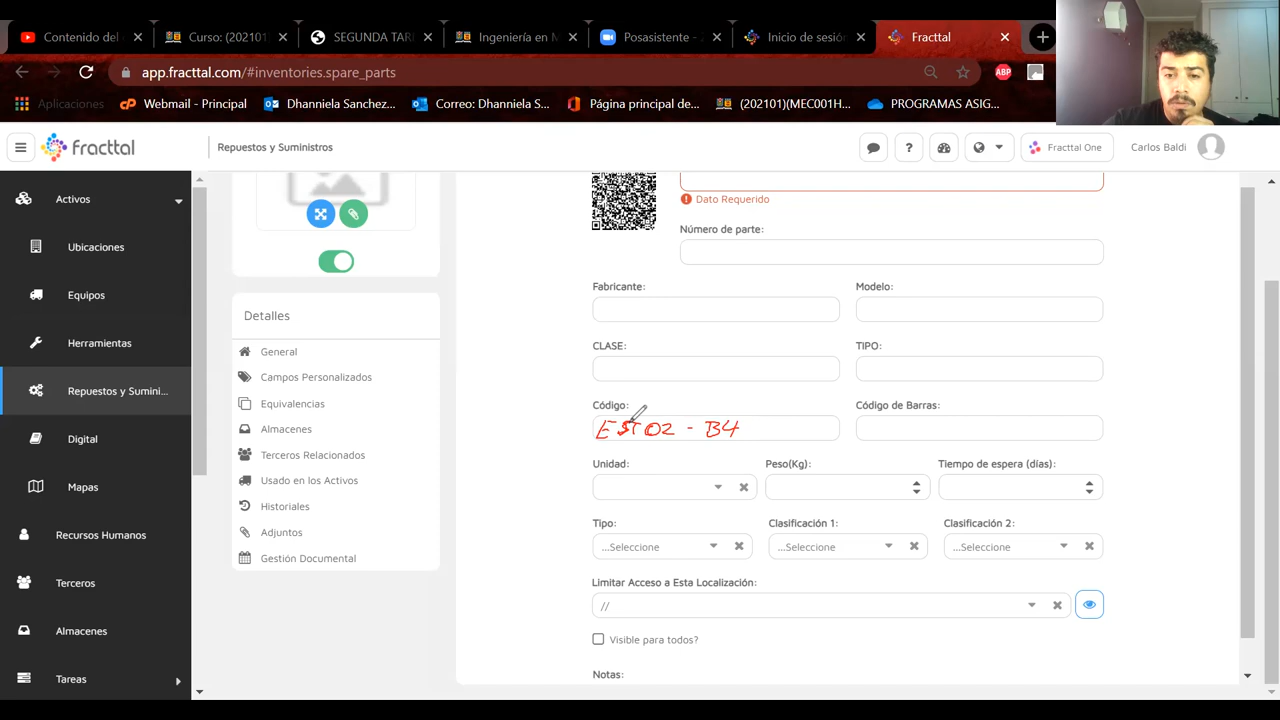 Contenido del
Curso: (202101)
SEGUNDA TAR
Ingeniería en M
Posasistente - Z
Inicio de sesión
Fracttal
app.fracttal.com/#inventories.spare_parts
ABP
Aplicaciones
Webmail - Principal
Dhanniela Sanchez...
Correo: Dhanniela S...
Página principal de...
(202101)(MEC001H...
PROGRAMAS ASIG...
fracttal
Repuestos y Suministros
?
Fracttal One
Carlos Baldi
Activos
Ubicaciones
Equipos
Herramientas
Repuestos y Sumini...
Digital
Mapas
Recursos Humanos
Terceros
Almacenes
Tareas
Detalles
General
Campos Personalizados
Equivalencias
Almacenes
Terceros Relacionados
Usado en los Activos
Historiales
Adjuntos
Gestión Documental
Dato Requerido
Número de parte:
Fabricante:
Modelo:
CLASE:
TIPO:
Código:
Código de Barras:
EST02 - B4
Unidad:
Peso(Kg):
Tiempo de espera (días):
Tipo:
Clasificación 1:
Clasificación 2:
...Seleccione
...Seleccione
...Seleccione
Limitar Acceso a Esta Localización:
//
Visible para todos?
Notas: